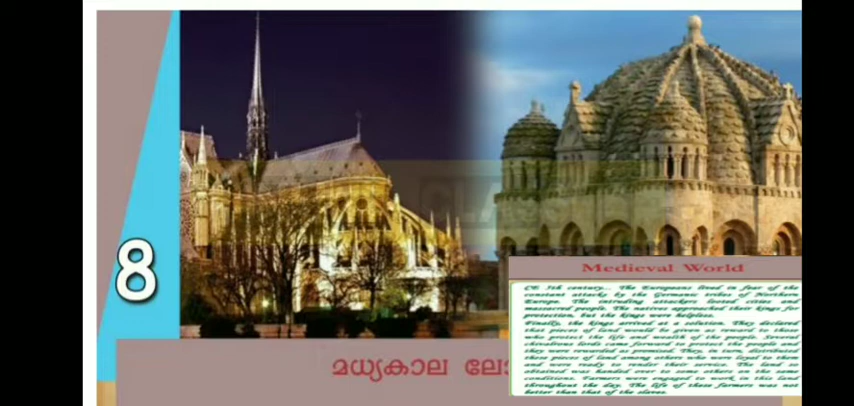 8
CLASS
Medieval World
CE 5th century... The Europeans lived in fear of the
constant attacks by the Germanic tribes of Northern
Europe. The intruding attackers looted cities and
massacred people. The natives approached their kings for
protection, but the kings were helpless.
Finally, the kings arrived at a solution. They declared
that pieces of land would be given as reward to those
who protect the life and wealth of the people. Several
chivalrous lords came forward to protect the people and
they were rewarded as promised. They, in turn, distributed
these pieces of land among others who were loyal to them
and were ready to render their service. The land so
obtained was handed over to some others on the same
conditions. Farmers were engaged to work in this land
throughout the day. The life of these farmers was not
better than that of the slaves.
മധ്യകാല ലോ